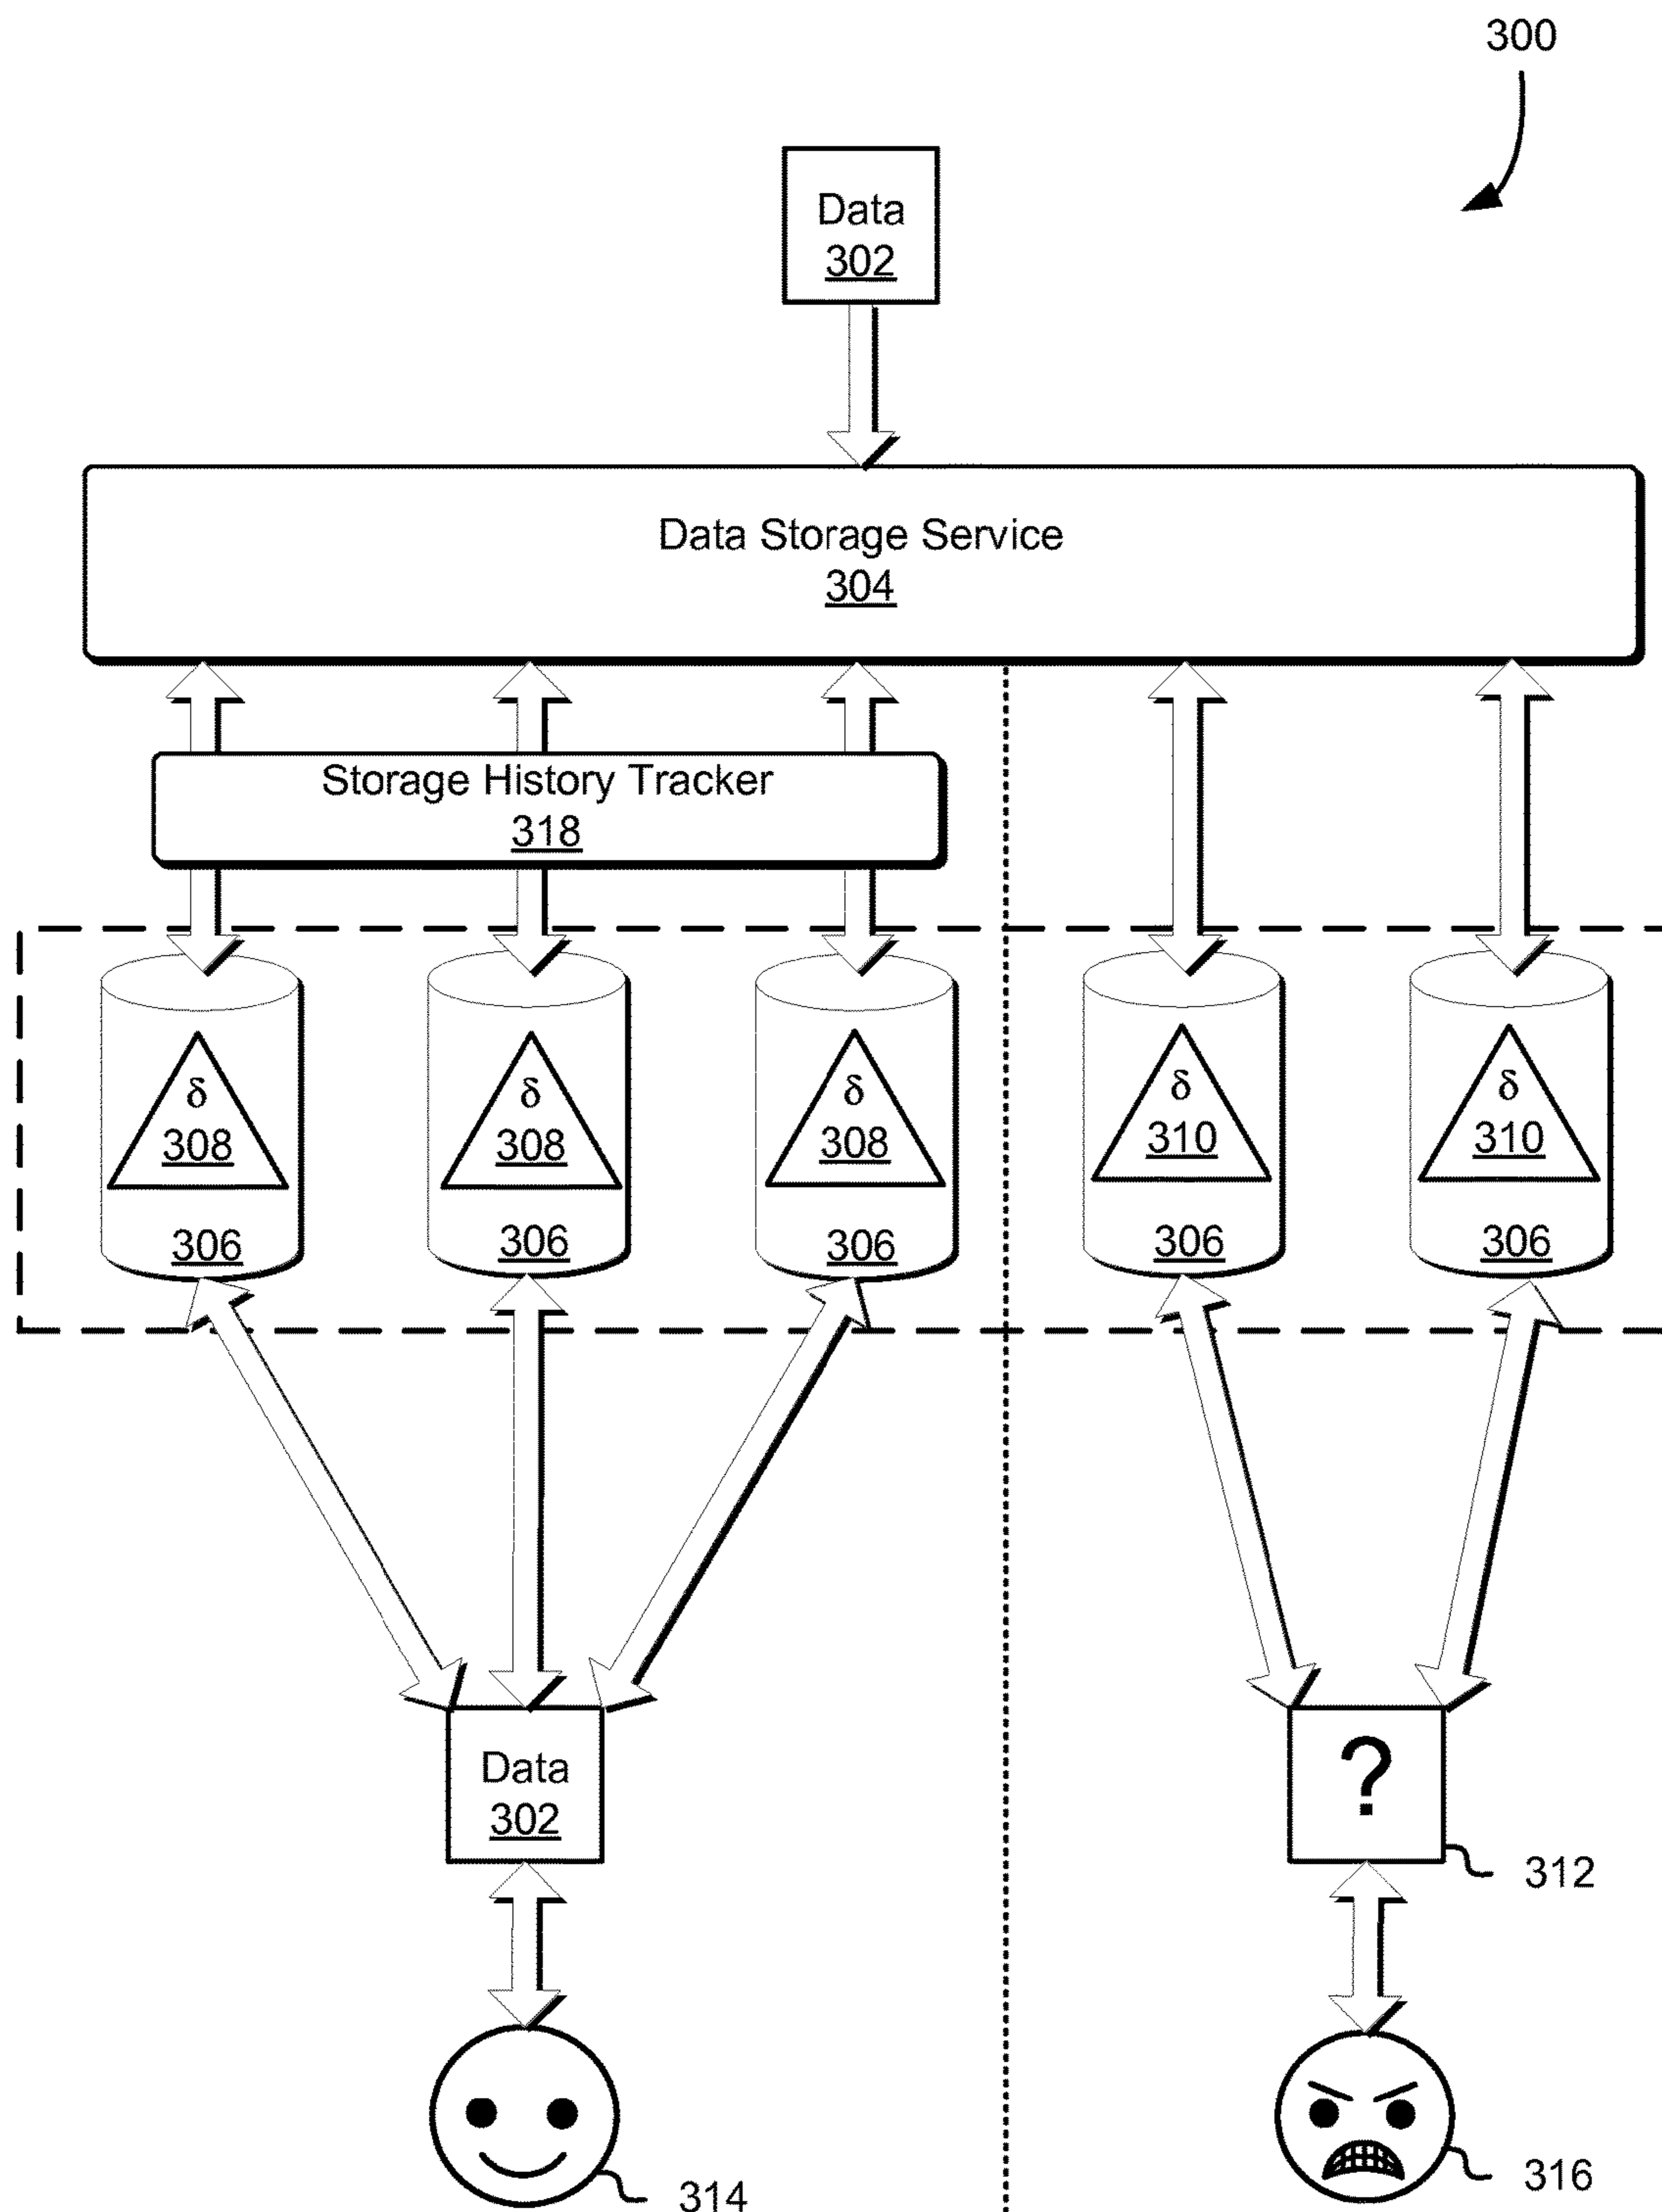 300
Data
302
Data Storage Service
304
Storage History Tracker
318
δ
308
δ
308
δ
308
δ
310
δ
310
306
306
306
306
306
Data
302
?
312
314
316